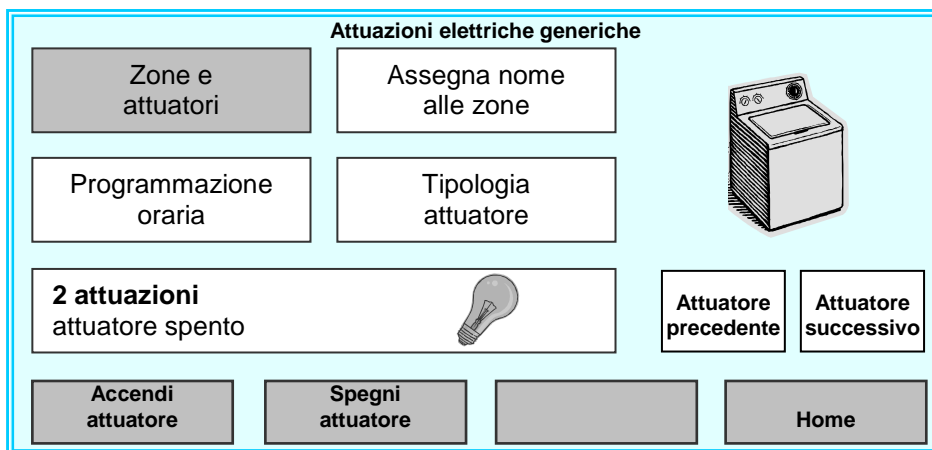 Attuazioni elettriche generiche
Zone e
attuatori
Assegna nome
alle zone
Programmazione
oraria
Tipologia
attuatore
2 attuazioni
attuatore spento
Attuatore
precedente
Attuatore
successivo
Accendi
attuatore
Spegni
attuatore
Home